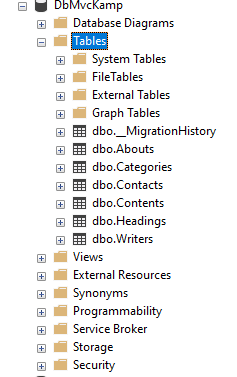 DbMvcKamp
Database Diagrams
Tables
System Tables
FileTables
External Tables
Graph Tables
dbo.__MigrationHistory
dbo.Abouts
dbo.Categories
dbo.Contacts
dbo.Contents
dbo.Headings
dbo.Writers
Views
External Resources
Synonyms
Programmability
Service Broker
Storage
Security